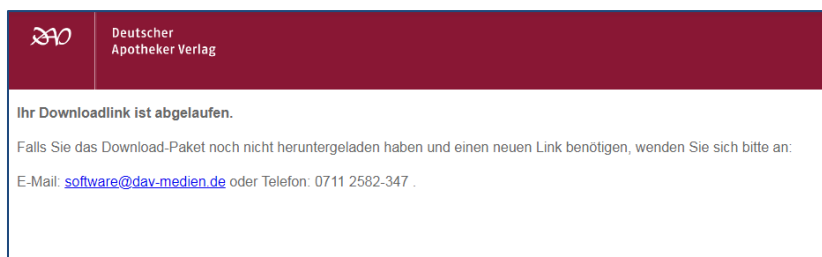 DAV
Deutscher
Apotheker Verlag
Ihr Downloadlink ist abgelaufen.
Falls Sie das Download-Paket noch nicht heruntergeladen haben und einen neuen Link benötigen, wenden Sie sich bitte an:
E-Mail: software@dav-medien.de oder Telefon: 0711 2582-347 .